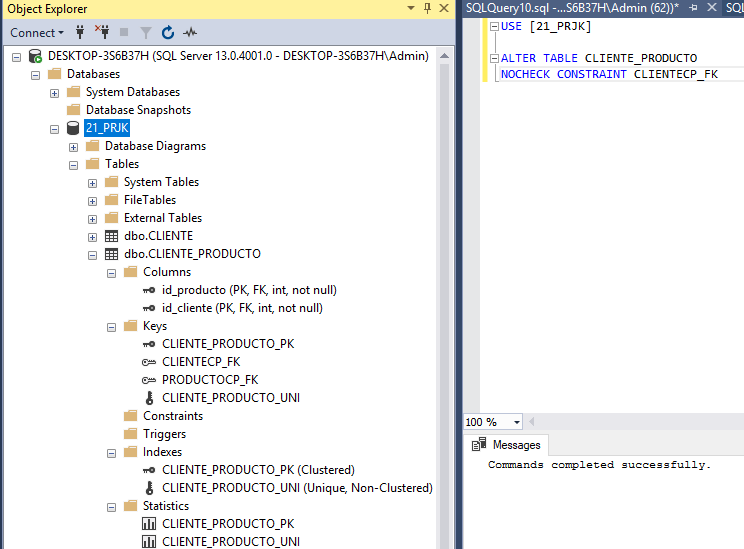 Object Explorer
Connect
DESKTOP-3S6B37H (SQL Server 13.0.4001.0 - DESKTOP-3S6B37H\Admin)
Databases
System Databases
Database Snapshots
21_PRJK
Database Diagrams
Tables
System Tables
FileTables
External Tables
dbo.CLIENTE
dbo.CLIENTE_PRODUCTO
Columns
id_producto (PK, FK, int, not null)
id_cliente (PK, FK, int, not null)
Keys
CLIENTE_PRODUCTO_PK
CLIENTECP_FK
PRODUCTOCP_FK
CLIENTE_PRODUCTO_UNI
Constraints
Triggers
Indexes
CLIENTE_PRODUCTO_PK (Clustered)
CLIENTE_PRODUCTO_UNI (Unique, Non-Clustered)
Statistics
CLIENTE_PRODUCTO_PK
CLIENTE_PRODUCTO_UNI
SQLQuery10.sql -...S6B37H\Admin (62))*
SQL
USE [21_PRJK]
ALTER TABLE CLIENTE_PRODUCTO
NOCHECK CONSTRAINT CLIENTECP_FK
100 %
Messages
Commands completed successfully.